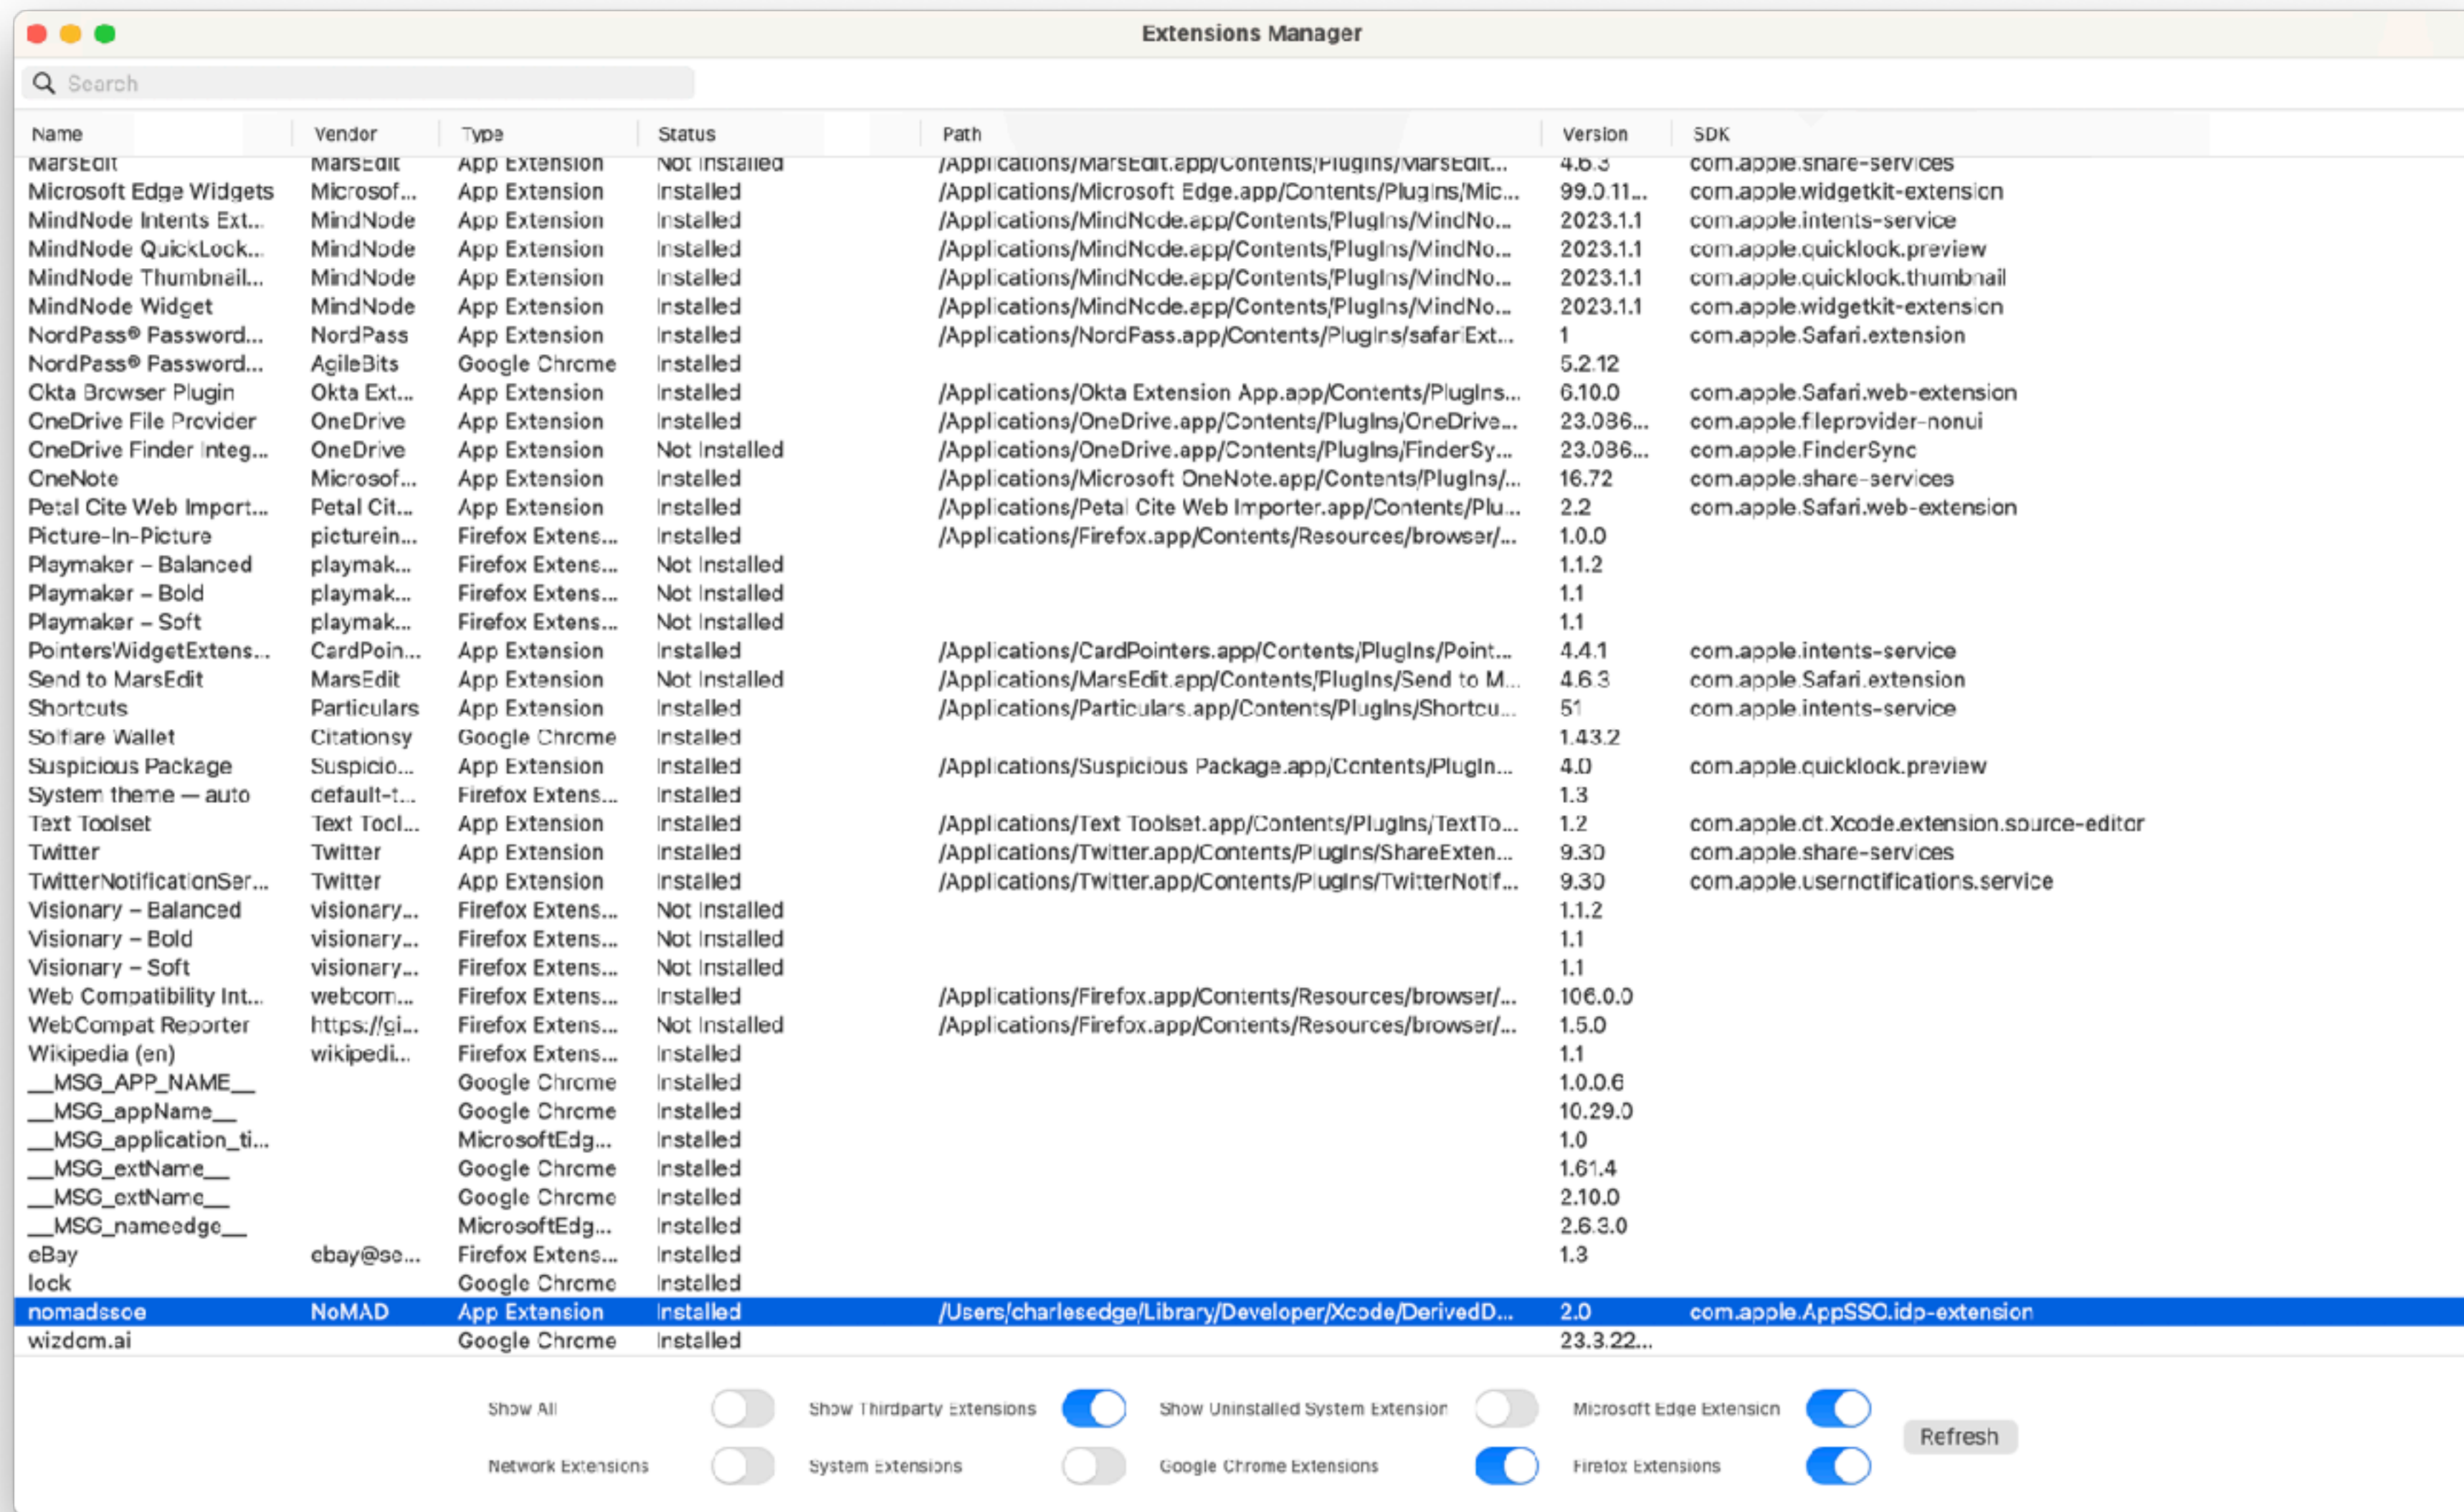 Extensions Manager
Search
Name Vendor Type Status Path Version SDK
MarsEdit MarsEdit App Extension Not Installed /Applications/MarsEdit.app/Contents/PlugIns/MarsEdit... 4.6.3 com.apple.share-services
Microsoft Edge Widgets Microsof... App Extension Installed /Applications/Microsoft Edge.app/Contents/PlugIns/Mic... 99.0.11... com.apple.widgetkit-extension
MindNode Intents Ext... MindNode App Extension Installed /Applications/MindNode.app/Contents/PlugIns/MindNo... 2023.1.1 com.apple.intents-service
MindNode QuickLook... MindNode App Extension Installed /Applications/MindNode.app/Contents/PlugIns/MindNo... 2023.1.1 com.apple.quicklook.preview
MindNode Thumbnail... MindNode App Extension Installed /Applications/MindNode.app/Contents/PlugIns/MindNo... 2023.1.1 com.apple.quicklook.thumbnail
MindNode Widget MindNode App Extension Installed /Applications/MindNode.app/Contents/PlugIns/MindNo... 2023.1.1 com.apple.widgetkit-extension
NordPass® Password... NordPass App Extension Installed /Applications/NordPass.app/Contents/PlugIns/safariExt... 1 com.apple.Safari.extension
NordPass® Password... AgileBits Google Chrome Installed 5.2.12
Okta Browser Plugin Okta Ext... App Extension Installed /Applications/Okta Extension App.app/Contents/PlugIns... 6.10.0 com.apple.Safari.web-extension
OneDrive File Provider OneDrive App Extension Installed /Applications/OneDrive.app/Contents/PlugIns/OneDrive... 23.086... com.apple.fileprovider-nonui
OneDrive Finder Integ... OneDrive App Extension Not Installed /Applications/OneDrive.app/Contents/PlugIns/FinderSy... 23.086... com.apple.FinderSync
OneNote Microsof... App Extension Installed /Applications/Microsoft OneNote.app/Contents/PlugIns/... 16.72 com.apple.share-services
Petal Cite Web Import... Petal Cit... App Extension Installed /Applications/Petal Cite Web Importer.app/Contents/Plu... 2.2 com.apple.Safari.web-extension
Picture-In-Picture picturein... Firefox Extens... Installed /Applications/Firefox.app/Contents/Resources/browser/... 1.0.0
Playmaker – Balanced playmak... Firefox Extens... Not Installed 1.1.2
Playmaker – Bold playmak... Firefox Extens... Not Installed 1.1
Playmaker – Soft playmak... Firefox Extens... Not Installed 1.1
PointersWidgetExtens... CardPoin... App Extension Installed /Applications/CardPointers.app/Contents/PlugIns/Point... 4.4.1 com.apple.intents-service
Send to MarsEdit MarsEdit App Extension Not Installed /Applications/MarsEdit.app/Contents/PlugIns/Send to M... 4.6.3 com.apple.Safari.extension
Shortcuts Particulars App Extension Installed /Applications/Particulars.app/Contents/PlugIns/Shortcu... 51 com.apple.intents-service
Solflare Wallet Citationsy Google Chrome Installed 1.43.2
Suspicious Package Suspicio... App Extension Installed /Applications/Suspicious Package.app/Contents/PlugIn... 4.0 com.apple.quicklook.preview
System theme — auto default-t... Firefox Extens... Installed 1.3
Text Toolset Text Tool... App Extension Installed /Applications/Text Toolset.app/Contents/PlugIns/TextTo... 1.2 com.apple.dt.Xcode.extension.source-editor
Twitter Twitter App Extension Installed /Applications/Twitter.app/Contents/PlugIns/ShareExten... 9.30 com.apple.share-services
TwitterNotificationSer... Twitter App Extension Installed /Applications/Twitter.app/Contents/PlugIns/TwitterNotif... 9.30 com.apple.usernotifications.service
Visionary – Balanced visionary... Firefox Extens... Not Installed 1.1.2
Visionary – Bold visionary... Firefox Extens... Not Installed 1.1
Visionary – Soft visionary... Firefox Extens... Not Installed 1.1
Web Compatibility Int... webcom... Firefox Extens... Installed /Applications/Firefox.app/Contents/Resources/browser/... 106.0.0
WebCompat Reporter https://gi... Firefox Extens... Not Installed /Applications/Firefox.app/Contents/Resources/browser/... 1.5.0
Wikipedia (en) wikipedi... Firefox Extens... Installed 1.1
__MSG_APP_NAME__ Google Chrome Installed 1.0.0.6
__MSG_appName__ Google Chrome Installed 10.29.0
__MSG_application_ti... MicrosoftEdg... Installed 1.0
__MSG_extName__ Google Chrome Installed 1.61.4
__MSG_extName__ Google Chrome Installed 2.10.0
__MSG_nameedge__ MicrosoftEdg... Installed 2.6.3.0
eBay ebay@se... Firefox Extens... Installed 1.3
lock Google Chrome Installed
nomadssoe NoMAD App Extension Installed /Users/charlesedge/Library/Developer/Xcode/DerivedD... 2.0 com.apple.AppSSO.idp-extension
wizdom.ai Google Chrome Installed 23.3.22...
Show All Show Thirdparty Extensions Show Uninstalled System Extension Microsoft Edge Extension
Refresh
Network Extensions System Extensions Google Chrome Extensions Firefox Extensions